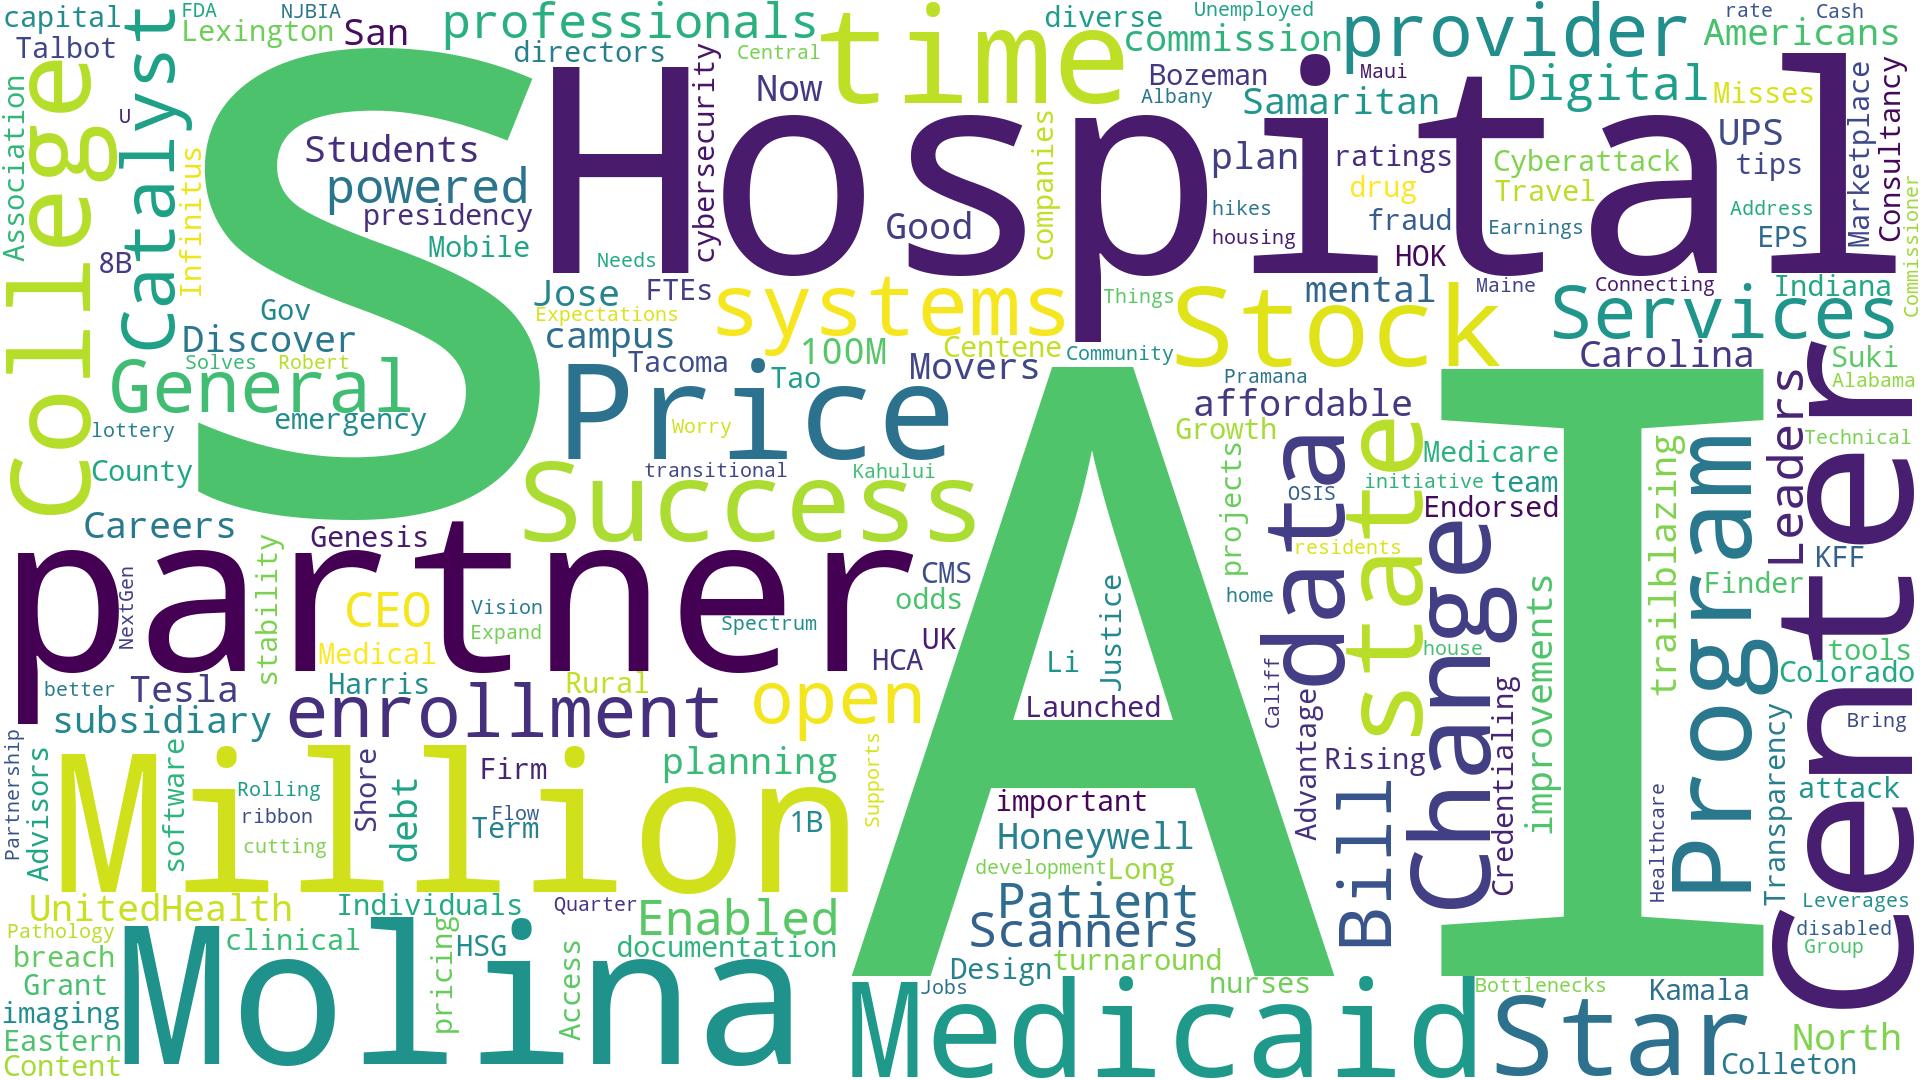 capital
FDA
NJBIA
professionals
time
diverse
Unemployed
provider
rate
Cash
Talbot
Catalyst
Lexington
San
directors
Central
commission
Americans
Association
College
U
S
Hospital
cybersecurity
Now
companies
Bozeman
Albany
Maui
Samaritan
Digital
Misses
Marketplace
Consultancy
Infinitus
Students
powered
presidency
Mobile
Needs
Good
plan
ratings
drug
fraud
hikes
housing
HOK
Cyberattack
Travel
Earnings
UPS
tips
Address
EPS
Commissioner
8B
Gov
Discover
Solves
Robert
General
emergency
lottery
County
Jose
FTEs
Expectations
campus
systems
Things
Stock
mental
Maine
Connecting
Indiana
Services
100M
Centene
Community
Carolina
Suki
Alabama
Tacoma
Tao
Movers
Price
Worry
transitional
Kahului
Pramana
affordable
Growth
AI
Success
projects
data
OSIS
state
residents
Medicare
initiative
team
Endorsed
trailblazing
Program
Leaders
Center
Technical
KFF
Finder
Careers
Genesis
stability
partner
NextGen
CEO
Medical
Vision
Expand
Spectrum
CMS
odds
UK
HCA
Li
Justice
Launched
home
house
Change
improvements
tools
Colorado
Bring
better
Tesla
subsidiary
Harris
Rural
enrollment
open
Califf
Advantage
Rising
Credentialing
Transparency
attack
Partnership
Advisors
Million
software
Rolling
ribbon
cutting
Shore
debt
Firm
Flow
Term
planning
1B
Supports
important
Honeywell
development
Long
Bill
Healthcare
Leverages
disabled
Group
UnitedHealth
Individuals
Quarter
Enabled
documentation
Patient
Scanners
Design
turnaround
nurses
Jobs
Pathology
breach
Grant
imaging
Eastern
Content
Molina
clinical
pricing
HSG
Access
Medicaid
Bottlenecks
Star
Kamala
North
Colleton